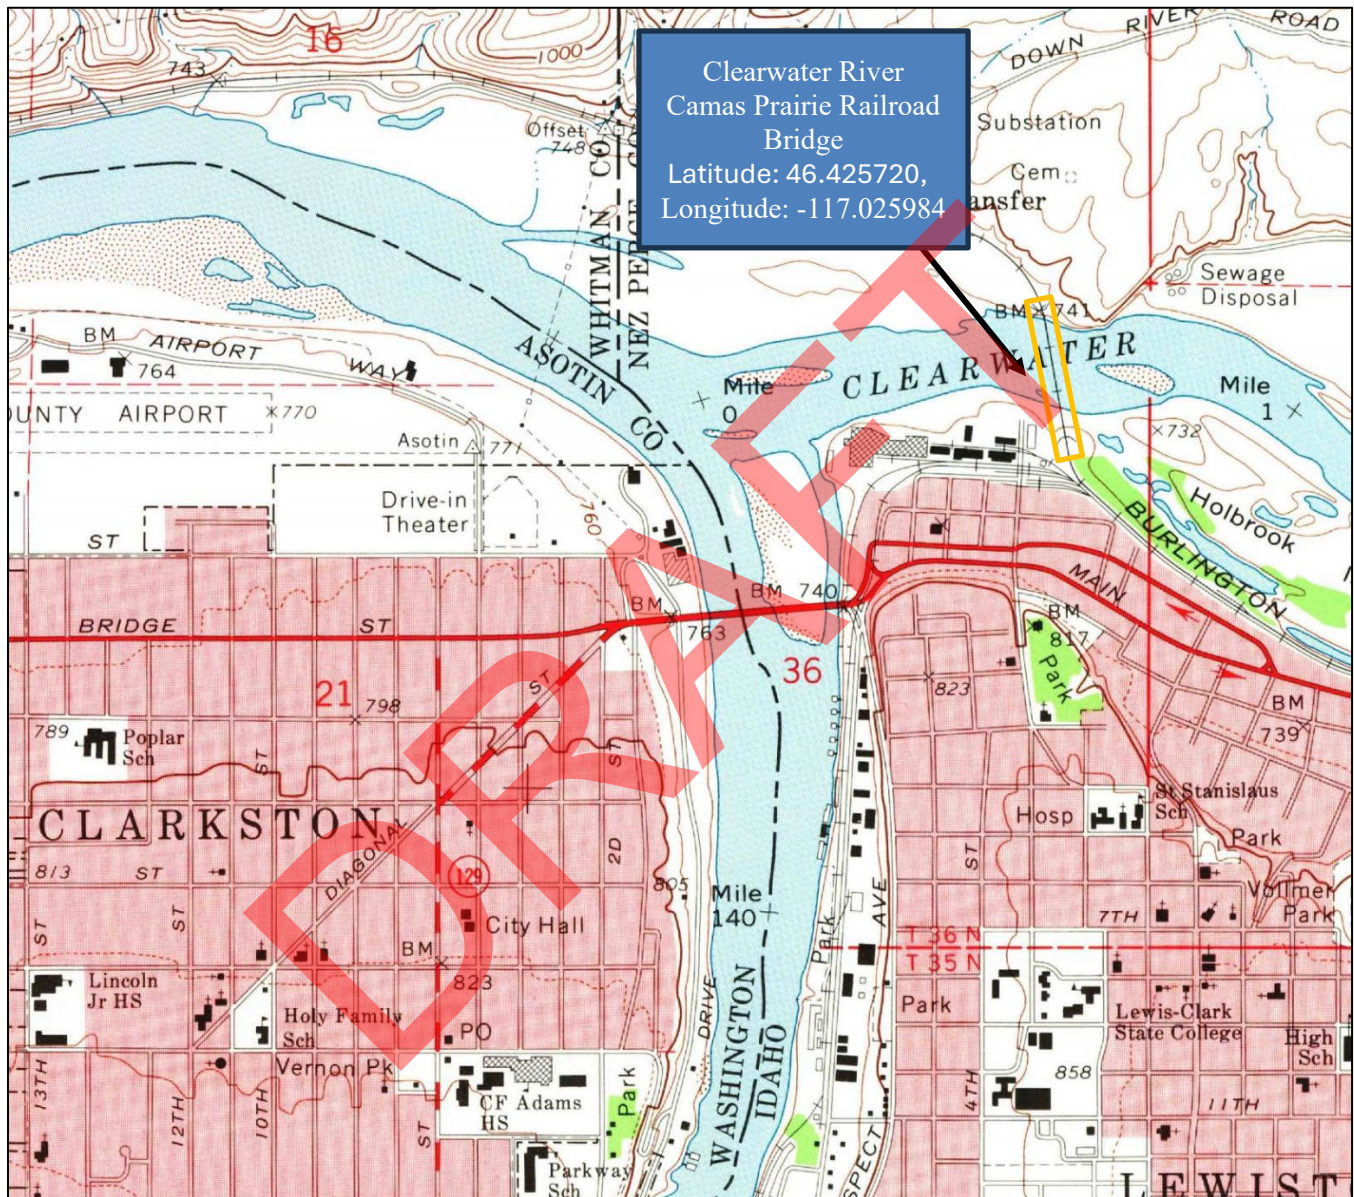 16
1000
RIVER
ROAD
DOWN
743
Clearwater River
Camas Prairie Railroad
Bridge
Latitude: 46.425720,
Longitude: -117.025984
Offset
748
Substation
Cem
ansfer
WHITMAN CO
NEZ PER
Sewage
Disposal
BM
741
BM
AIRPORT
WAY
764
ASOTIN CO
CLEARWATER
Mile
0
Mile
1
OUNTY AIRPORT
770
732
Asotin
771
Drive-in
Theater
760
Holbrook
BURLINGTON
ST
MAIN
BM 740
BM
763
BM
817
BRIDGE ST
ST
36
Park
823
21
798
BM
739
789
Poplar
Sch
ST
ST
CLARKSTON
Hosp
St Stanislaus
Sch
Park
DIAGONAL
2D
813
ST
129
805
ST
Mile
140
Vollmer
Park
7TH
ST
ST
City Hall
AVE
Park
BM
823
T 36 N
T 35 N
Lincoln
Jr HS
DRIVE
Park
Lewis-Clark
State College
Holy Family
Sch
PO
High
Sch
WASHINGTON
IDAHO
Vernon Pk
858
13TH
12TH
10TH
ST
CF Adams
HS
Park
4TH
11TH
Parkway
Sch
SPECT
LEWIST
DRAFT